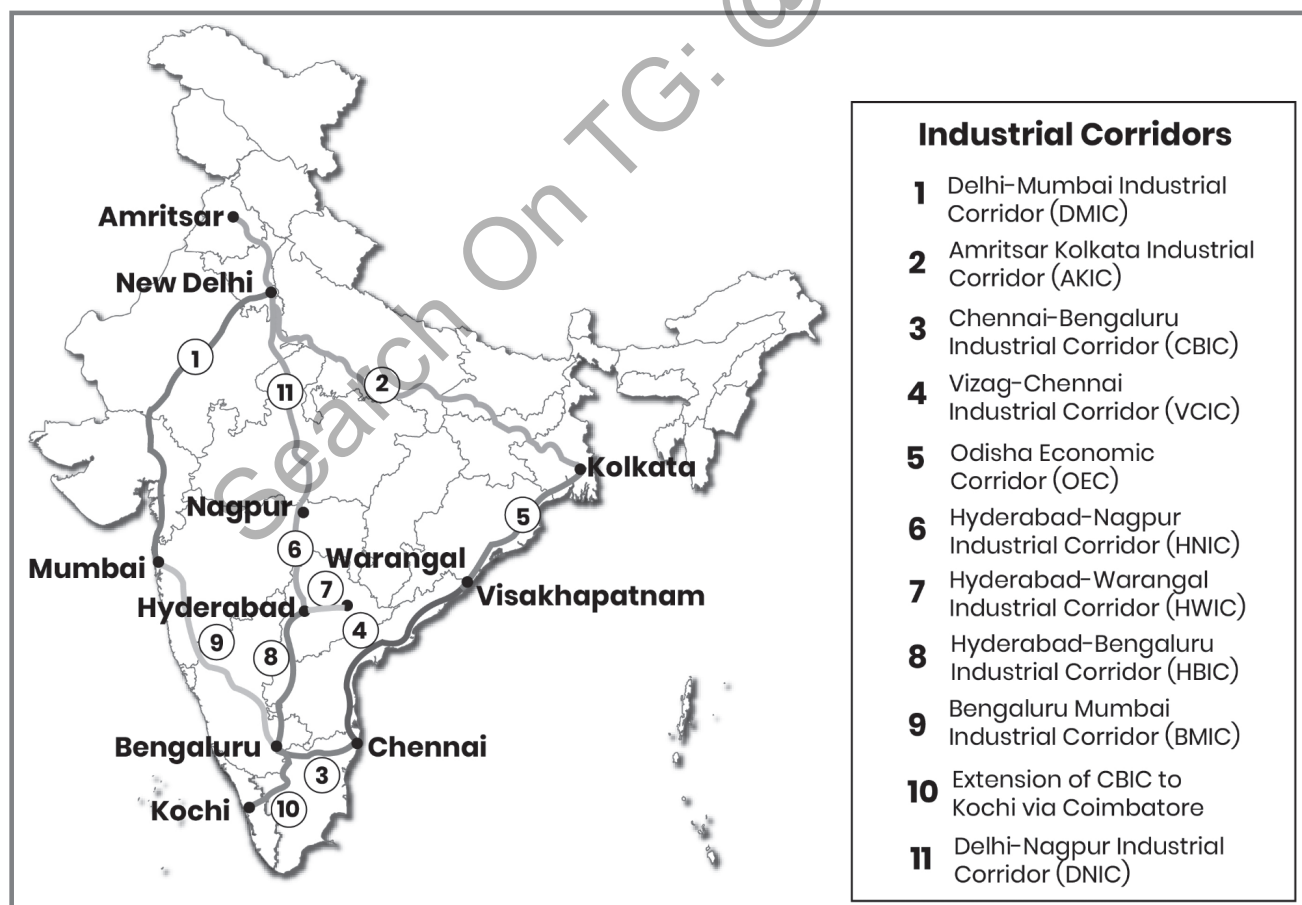 Search On TG: @
Amritsar
New Delhi
1
11
2
Kolkata
Nagpur
5
6
Warangal
Mumbai
7
Visakhapatnam
Hyderabad
4
9
8
Bengaluru
Chennai
3
Kochi
10
Industrial Corridors
1 Delhi-Mumbai Industrial
Corridor (DMIC)
2 Amritsar Kolkata Industrial
Corridor (AKIC)
3 Chennai-Bengaluru
Industrial Corridor (CBIC)
4 Vizag-Chennai
Industrial Corridor (VCIC)
5 Odisha Economic
Corridor (OEC)
6 Hyderabad-Nagpur
Industrial Corridor (HNIC)
7 Hyderabad-Warangal
Industrial Corridor (HWIC)
8 Hyderabad-Bengaluru
Industrial Corridor (HBIC)
9 Bengaluru Mumbai
Industrial Corridor (BMIC)
10 Extension of CBIC to
Kochi via Coimbatore
11 Delhi-Nagpur Industrial
Corridor (DNIC)